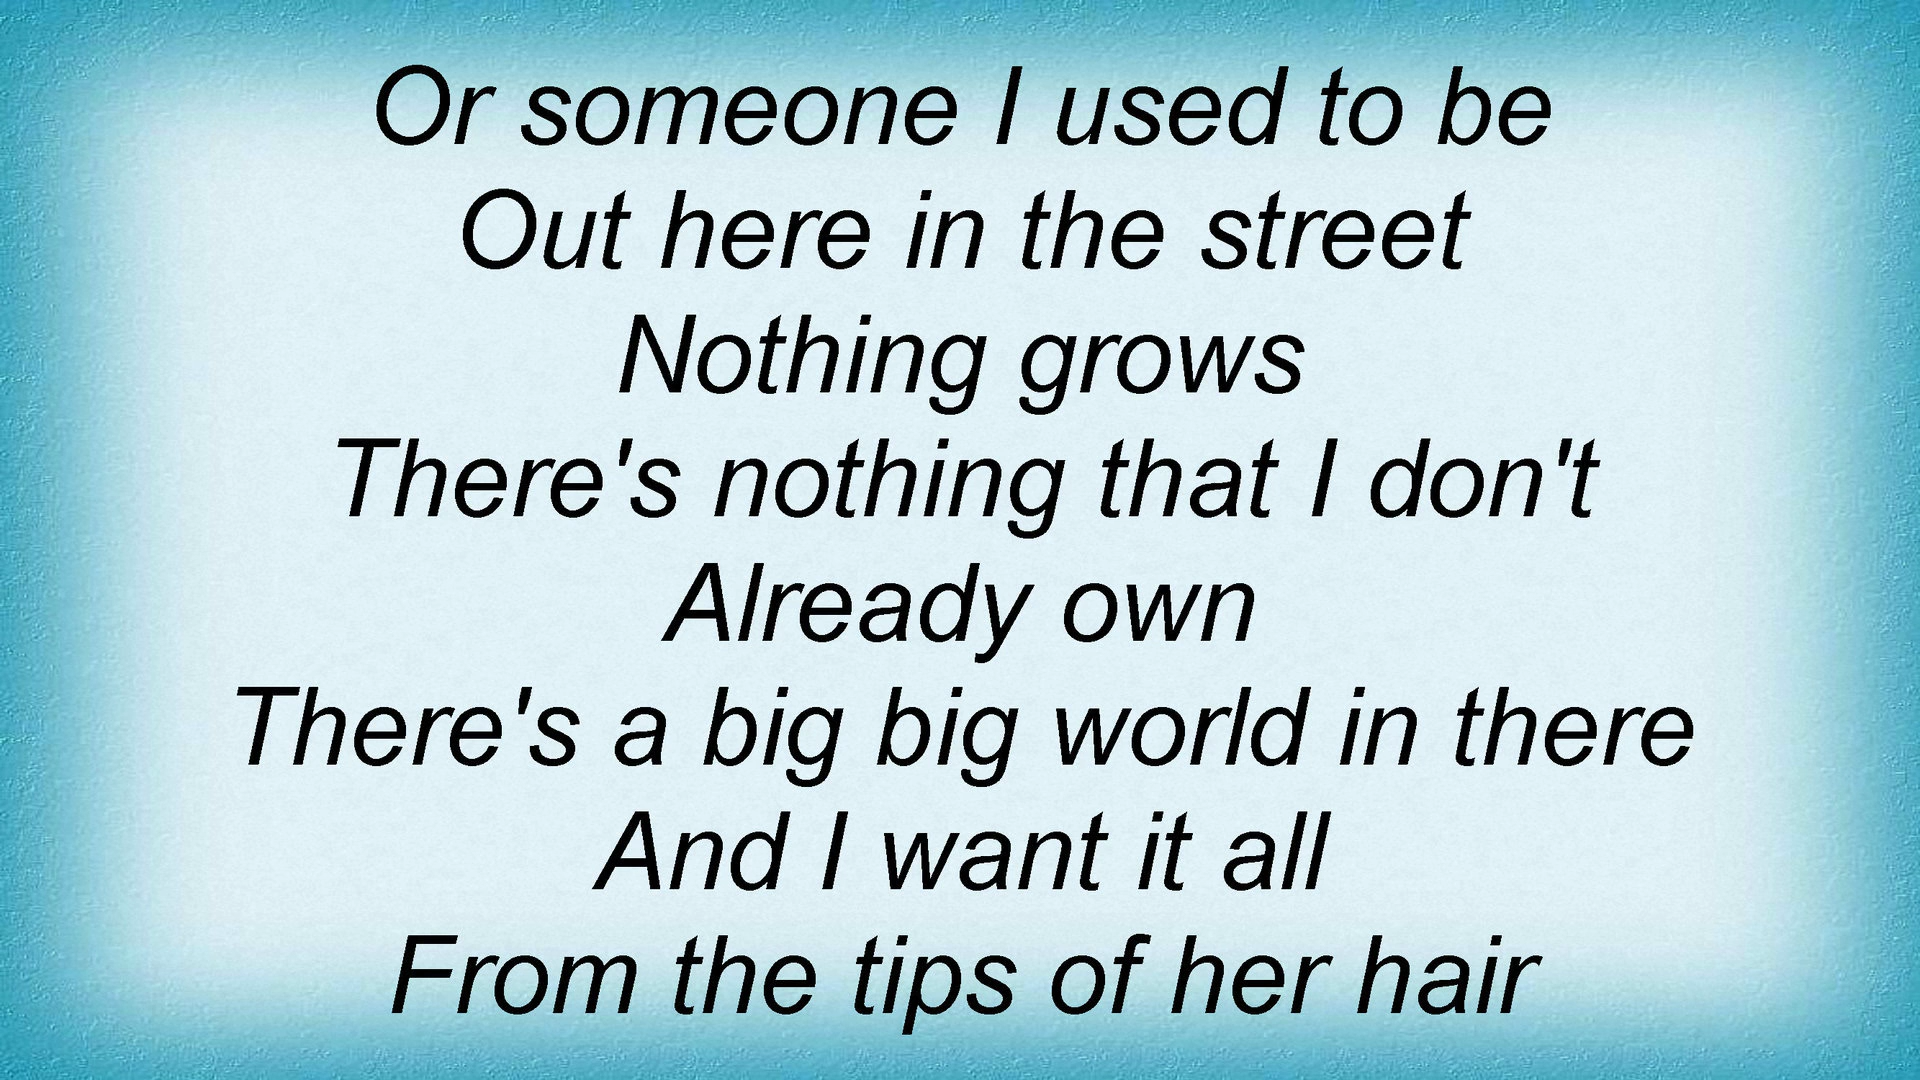 Or someone I used to be
Out here in the street
Nothing grows
There's nothing that I don't
Already own
There's a big big world in there
And I want it all
From the tips of her hair